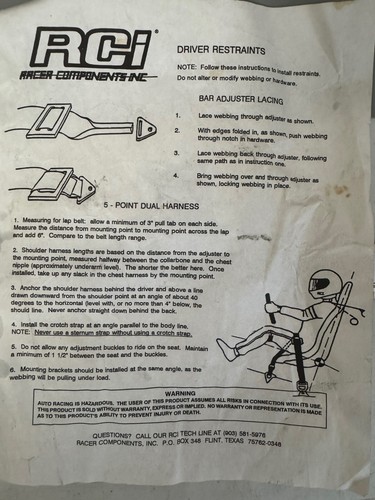 RCi
RACER COMPONENTS INC
DRIVER RESTRAINTS
NOTE: Follow these instructions to install restraints.
Do not alter or modify webbing or hardware.
BAR ADJUSTER LACING
1. Lace webbing through adjuster as shown.
2. With edges folded in, as shown, push webbing
through notch in hardware.
3. Lace webbing back through adjuster, following
same path as in instruction one.
4. Bring webbing over and through adjuster as
shown, locking webbing in place.
5 - POINT DUAL HARNESS
1. Measuring for lap belt: allow a minimum of 3" pull tab on each side.
Measure the distance from mounting point to mounting point across the lap
and add 6". Compare to the belt length range.
2. Shoulder harness lengths are based on the distance from the adjuster to
the mounting point, measured halfway between the collarbone and the chest
nipple (approximately underarm level). The shorter the better here. Once
installed, take up any slack in the chest harness by the mounting point.
3. Anchor the shoulder harness behind the driver and above a line
drawn downward from the shoulder point at an angle of about 40
degrees to the horizontal (level with, or no more than 4" below, the
should line. Never anchor straight down behind the back.
4. Install the crotch strap at an angle parallel to the body line.
NOTE: Never use a sternum strap without using a crotch strap.
5. Do not allow any adjustment buckles to ride on the seat. Maintain
a minimum of 1 1/2" between the seat and the buckles.
6. Mounting brackets should be installed at the same angle, as the
webbing will be pulling under load.
WARNING
AUTO RACING IS HAZARDOUS. THE USER OF THIS PRODUCT ASSUMES ALL RISKS IN CONNECTION WITH ITS USE.
THIS PRODUCT IS SOLD WITHOUT WARRANTY, EXPRESS OR IMPLIED. NO WARRANTY OR REPRESENTATION IS MADE
AS TO THIS PRODUCT'S ABILITY TO PREVENT INJURY OR DEATH.
QUESTIONS? CALL OUR RCI TECH LINE AT (903) 581-5976
RACER COMPONENTS, INC. P.O. BOX 348 FLINT, TEXAS 75762-0348